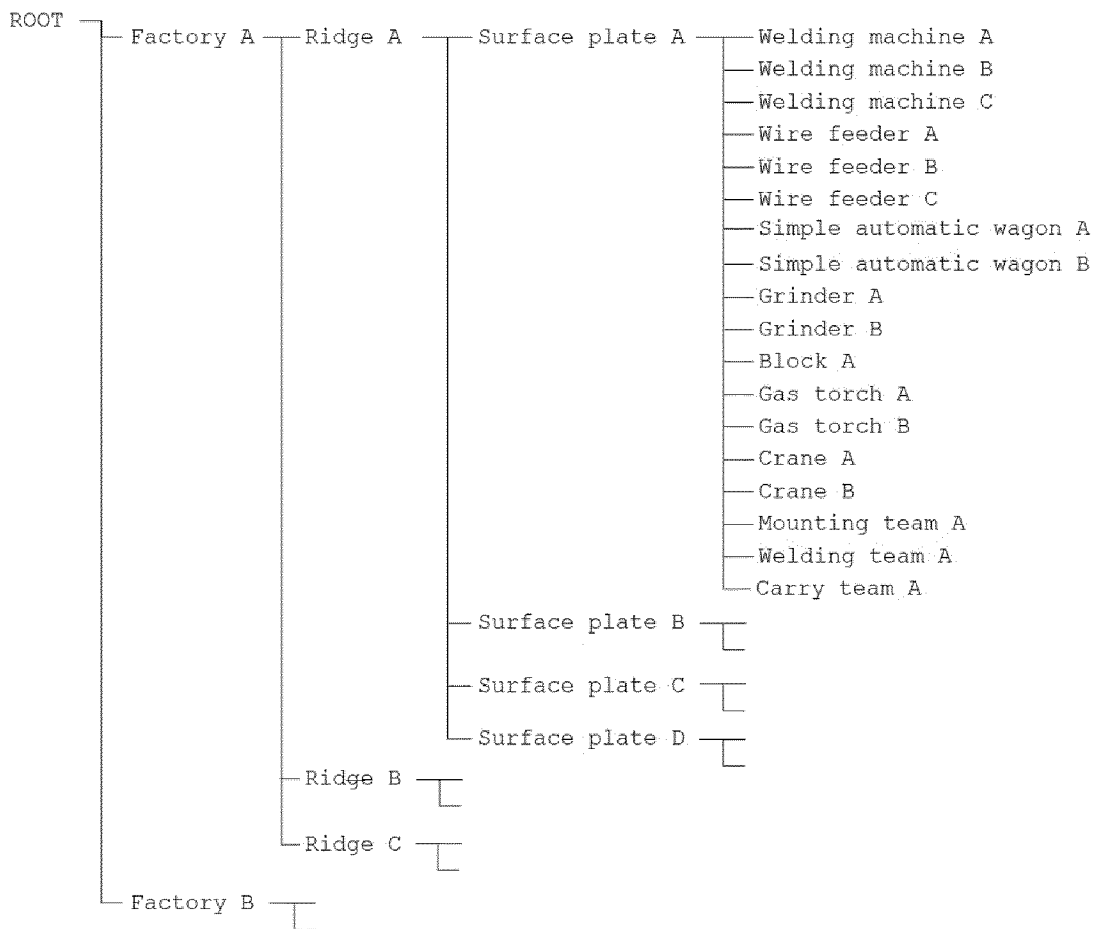 ROOT
Factory A Ridge A Surface plate A Welding machine A
Welding machine B
Welding machine C
Wire feeder A
Wire feeder B
Wire feeder C
Simple automatic wagon A
Simple automatic wagon B
Grinder A
Grinder B
Block A
Gas torch A
Gas torch B
Crane A
Crane B
Mounting team A
Welding team A
Carry team A
Surface plate B
Surface plate C
Surface plate D
Ridge B
Ridge C
Factory B